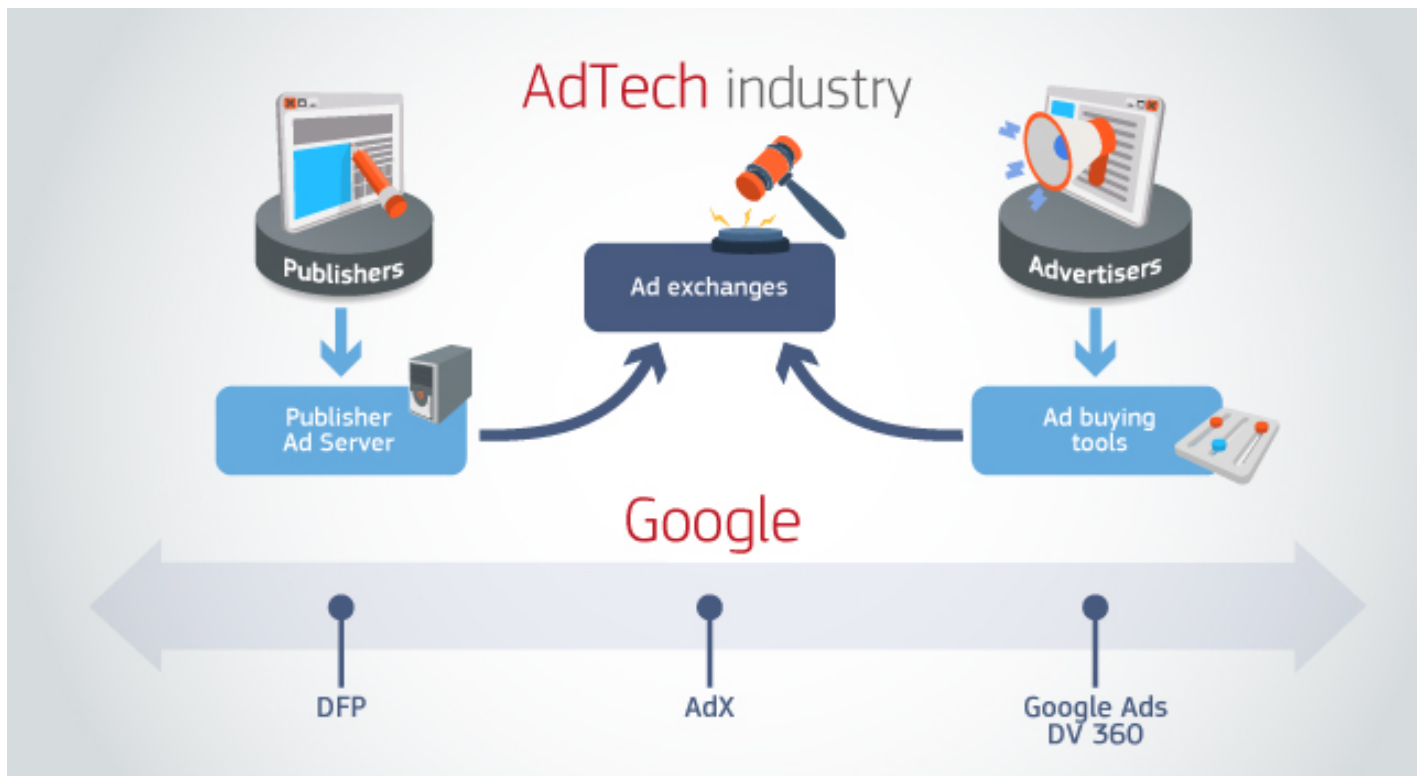 AdTech industry
Publishers
Ad exchanges
Advertisers
Publisher
Ad Server
Ad buying
tools
Google
DFP
AdX
Google Ads
DV 360